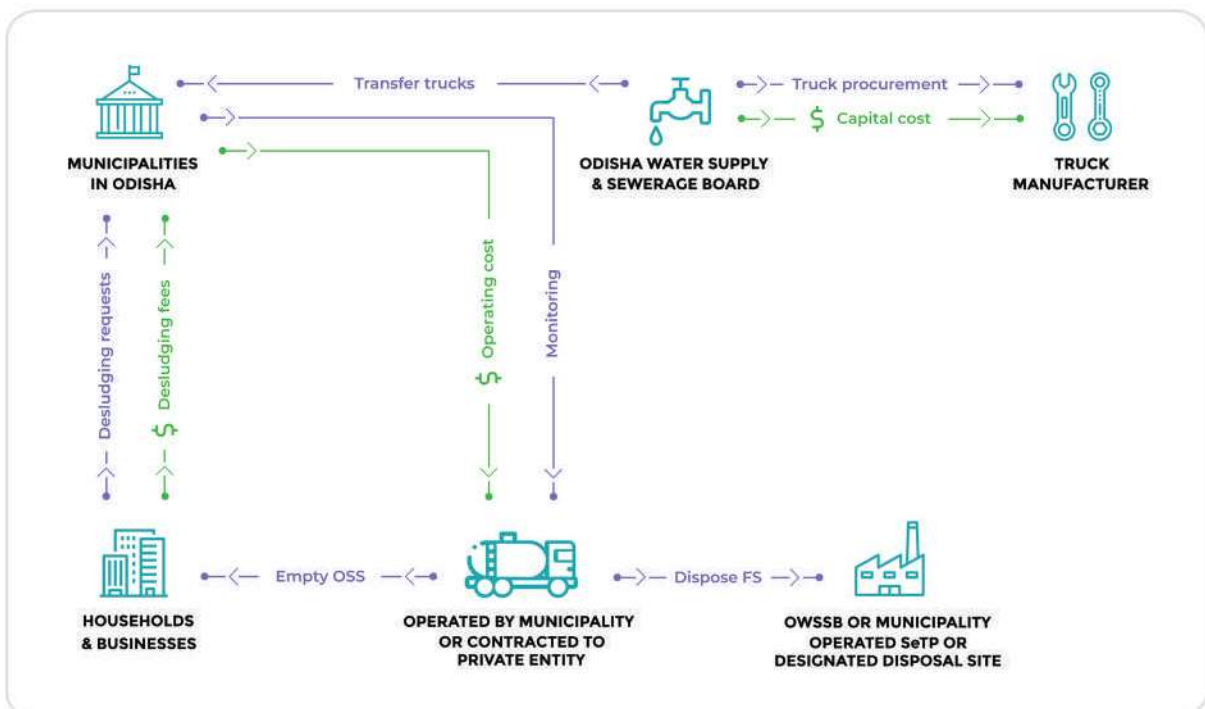 Transfer trucks
Truck procurement
$ Capital cost
MUNICIPALITIES
IN ODISHA
ODISHA WATER SUPPLY
& SEWERAGE BOARD
TRUCK
MANUFACTURER
Desludging requests
$ Desludging fees
$ Operating cost
Monitoring
Empty OSS
Dispose FS
HOUSEHOLDS
& BUSINESSES
OPERATED BY MUNICIPALITY
OR CONTRACTED TO
PRIVATE ENTITY
OWSSB OR MUNICIPALITY
OPERATED SeTP OR
DESIGNATED DISPOSAL SITE